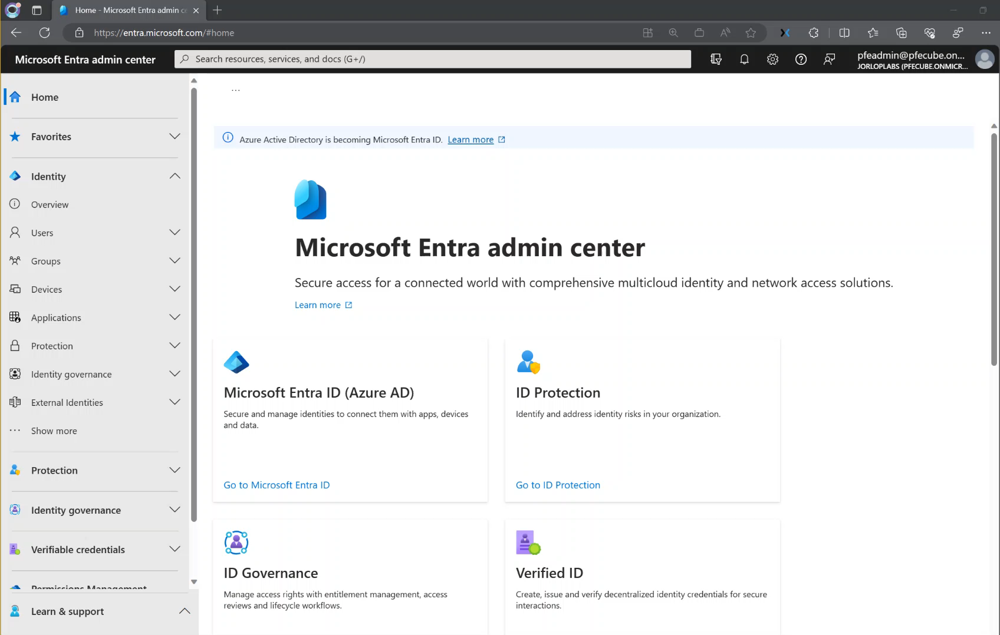 Home - Microsoft Entra admin ce
https://entra.microsoft.com/#home
Microsoft Entra admin center
Search resources, services, and docs (G+/)
pfeadmin@pfecube.on...
JORLOPLABS (PFECUBE.ONMICR...
Home
Favorites
Identity
Overview
Users
Groups
Devices
Applications
Protection
Identity governance
External Identities
Show more
Protection
Identity governance
Verifiable credentials
Permissions Management
Learn & support
...
Azure Active Directory is becoming Microsoft Entra ID. Learn more
Microsoft Entra admin center
Secure access for a connected world with comprehensive multicloud identity and network access solutions.
Learn more
Microsoft Entra ID (Azure AD)
Secure and manage identities to connect them with apps, devices
and data.
Go to Microsoft Entra ID
ID Protection
Identify and address identity risks in your organization.
Go to ID Protection
ID Governance
Manage access rights with entitlement management, access
reviews and lifecycle workflows.
Verified ID
Create, issue and verify decentralized identity credentials for secure
interactions.